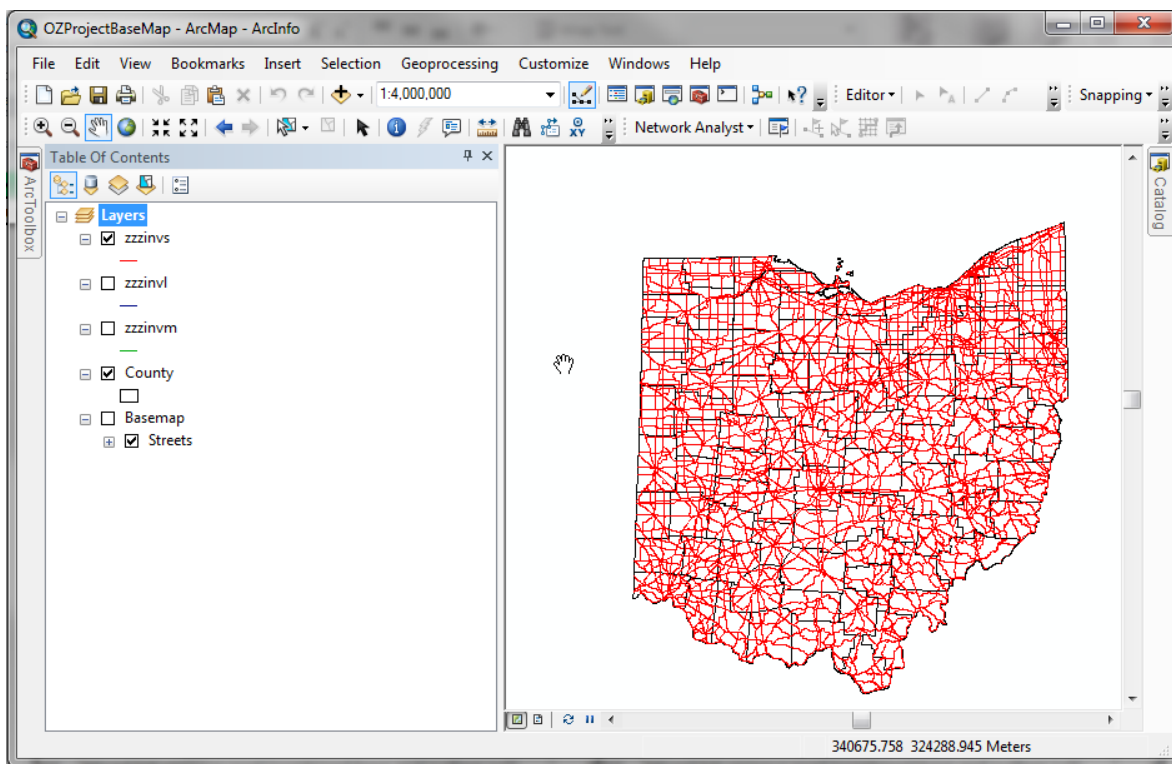 OZProjectBaseMap - ArcMap - ArcInfo
File Edit View Bookmarks Insert Selection Geoprocessing Customize Windows Help
1:4,000,000 Editor Snapping
Network Analyst
Table Of Contents
ArcToolbox
Catalog
Layers
zzzinvs
zzzinvl
zzzinvm
County
Basemap
Streets
340675.758 324288.945 Meters